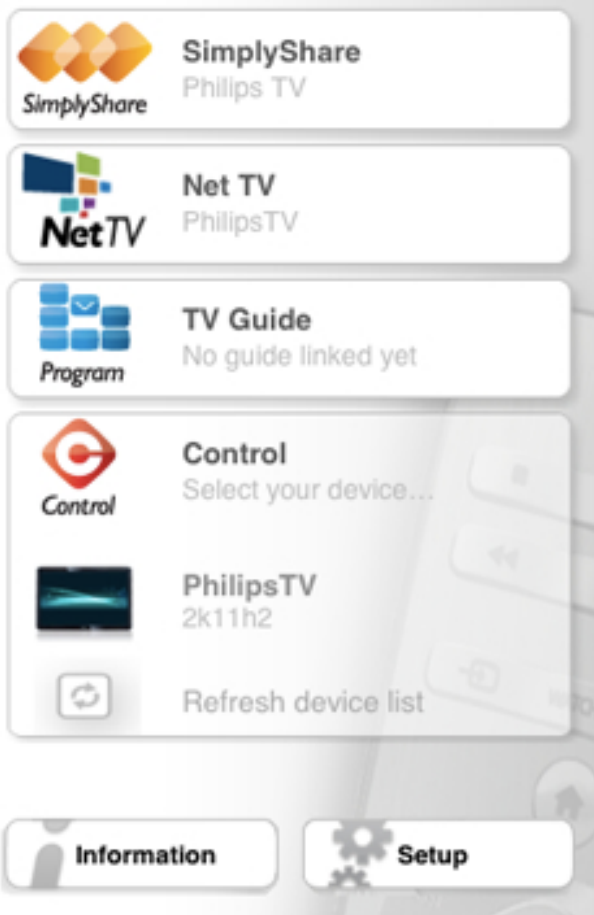 SimplyShare
Philips TV
SimplyShare
Net TV
PhilipsTV
NetTV
TV Guide
No guide linked yet
Program
Control
Select your device...
Control
PhilipsTV
2k11h2
Refresh device list
Information
Setup